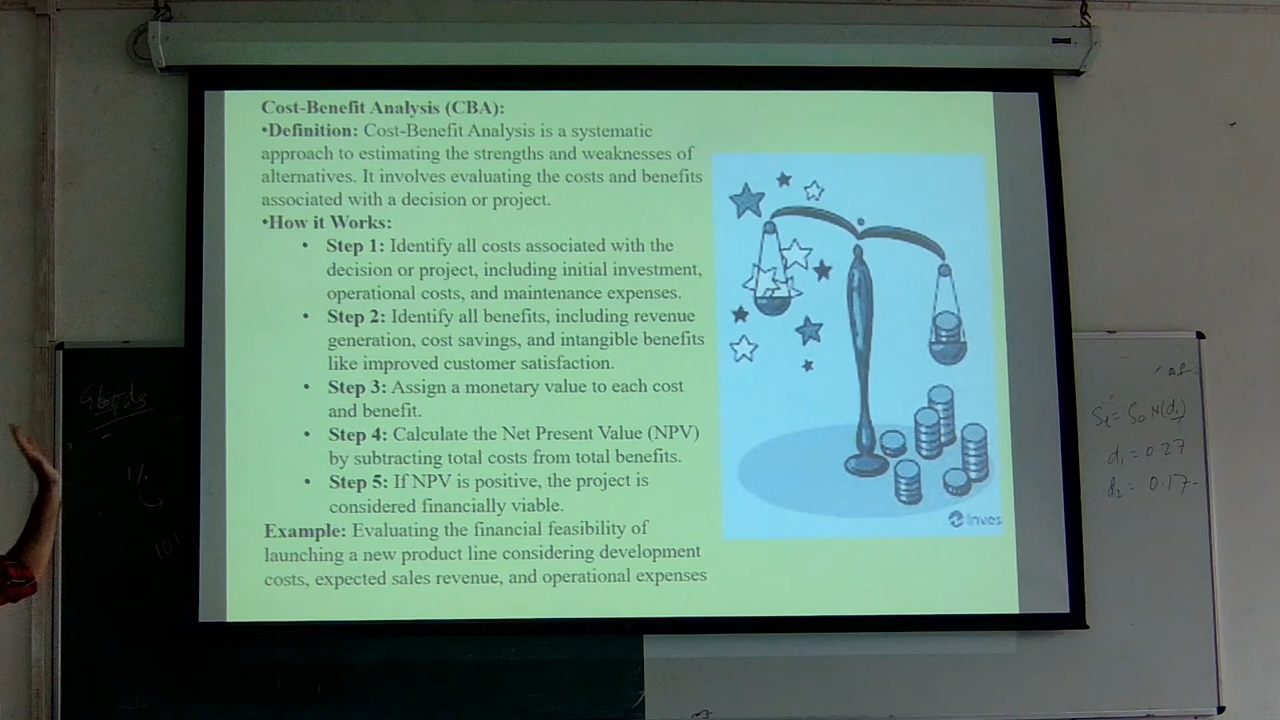 Cost-Benefit Analysis (CBA):
•Definition: Cost-Benefit Analysis is a systematic
approach to estimating the strengths and weaknesses of
alternatives. It involves evaluating the costs and benefits
associated with a decision or project.
•How it Works:
• Step 1: Identify all costs associated with the
decision or project, including initial investment,
operational costs, and maintenance expenses.
• Step 2: Identify all benefits, including revenue
generation, cost savings, and intangible benefits
like improved customer satisfaction.
• Step 3: Assign a monetary value to each cost
and benefit.
• Step 4: Calculate the Net Present Value (NPV)
by subtracting total costs from total benefits.
• Step 5: If NPV is positive, the project is
considered financially viable.
Example: Evaluating the financial feasibility of
launching a new product line considering development
costs, expected sales revenue, and operational expenses
Inves
1%
d₁ = 0.27
d₂ = 0.17